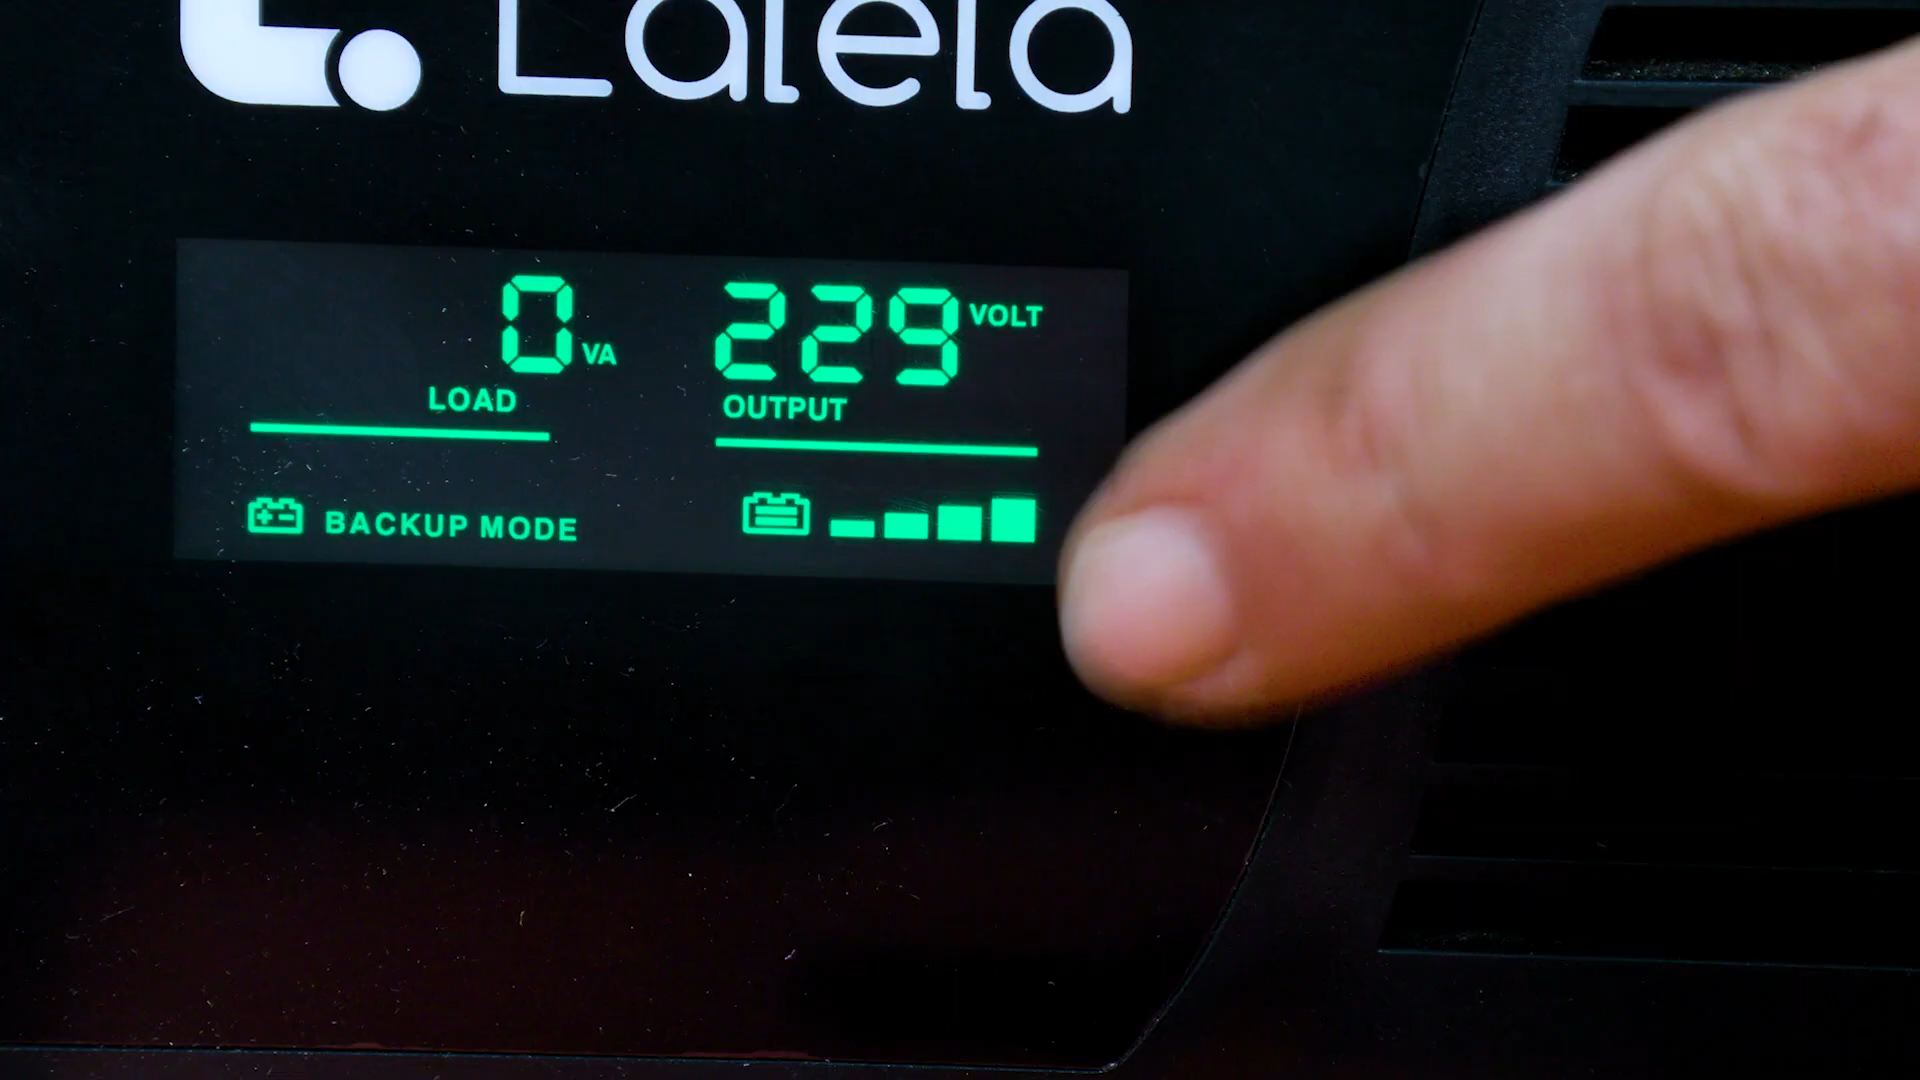 Lalela
0 VA
LOAD
229 VOLT
OUTPUT
BACKUP MODE